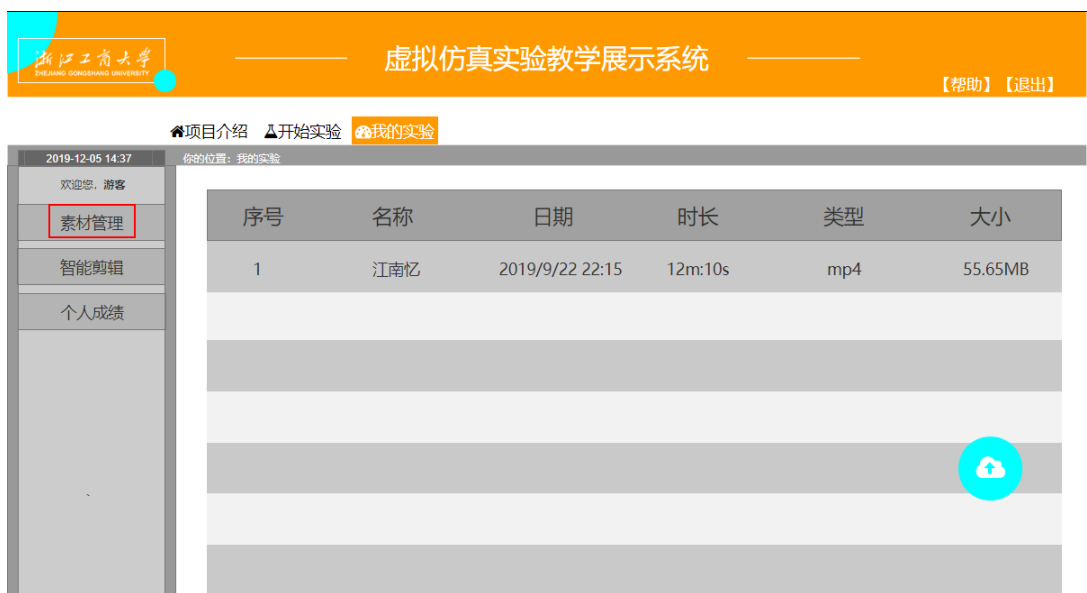 浙江工商大学
ZHEJIANG GONGSHANG UNIVERSITY
虚拟仿真实验教学展示系统
【帮助】【退出】
项目介绍 开始实验 我的实验
2019-12-05 14:37 你的位置：我的实验
欢迎您，游客
素材管理
智能剪辑
个人成绩
序号 名称 日期 时长 类型 大小
1 江南忆 2019/9/22 22:15 12m:10s mp4 55.65MB
、